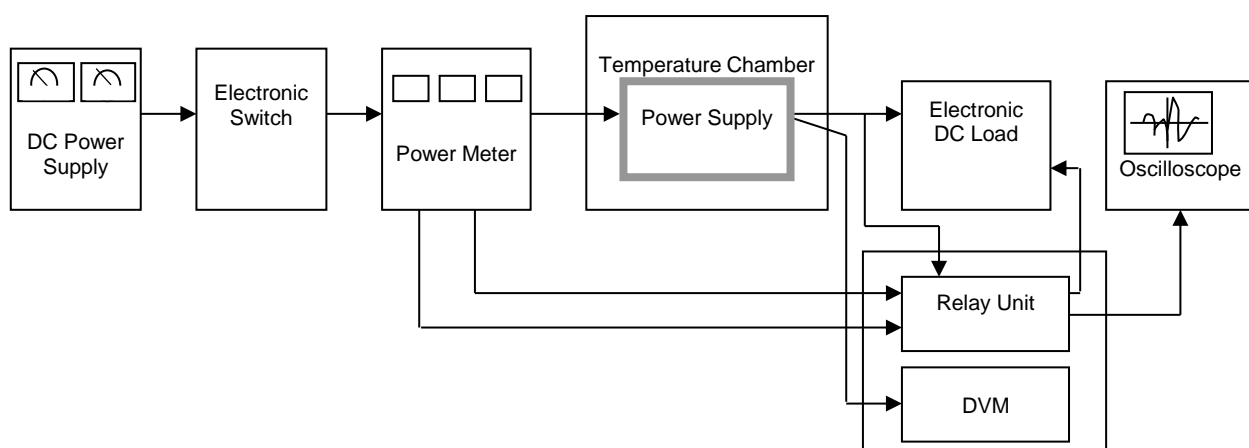 DC Power
Supply
Electronic
Switch
Power Meter
Temperature Chamber
Power Supply
Electronic
DC Load
Oscilloscope
Relay Unit
DVM